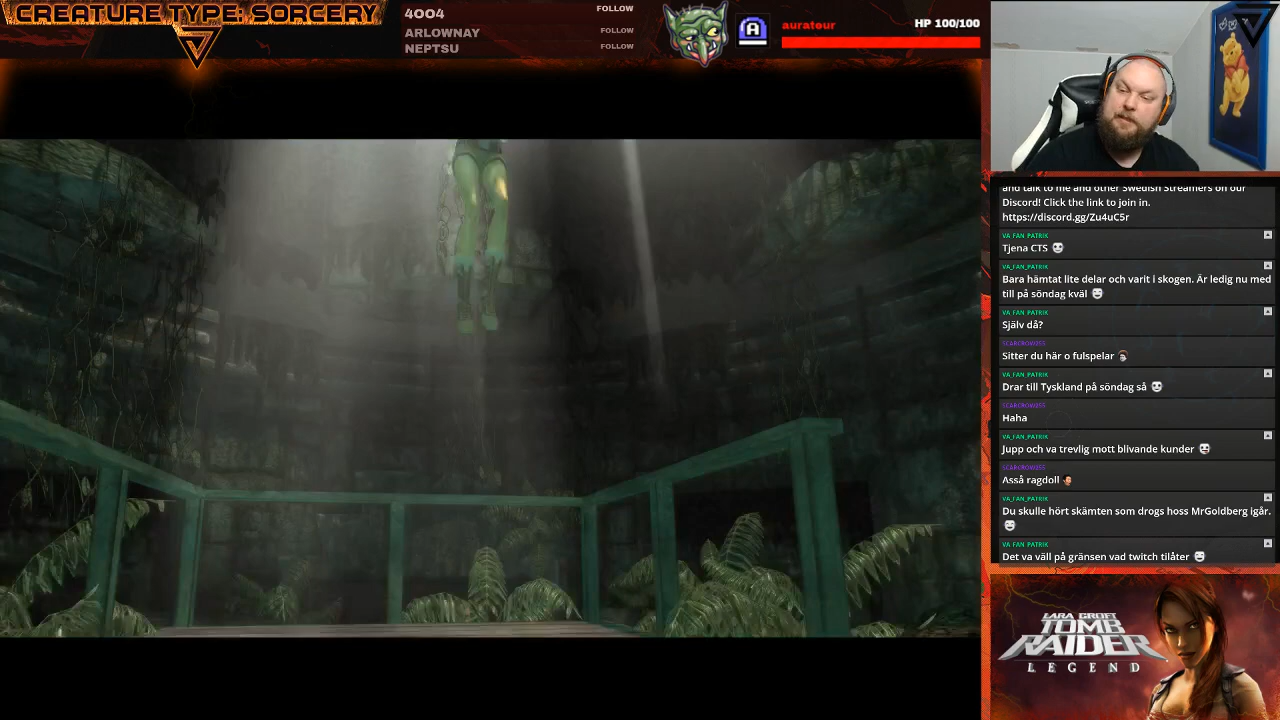 CREATURE TYPE: SORCERY
4004
FOLLOW
ARLOWNAY
FOLLOW
NEPTSU
FOLLOW
A
auratour
HP 100/100
and talk to me and other Swedish Streamers on our
Discord! Click the link to join in.
https://discord.gg/Zu4uC5r
VA_FAN_PATRIK
Tjena CTS
VA_FAN_PATRIK
Bara hämtat lite delar och varit i skogen. Är ledig nu med
till på söndag kväl
VA_FAN_PATRIK
Själv då?
SCARCROW255
Sitter du här o fulspelar
VA_FAN_PATRIK
Drar till Tyskland på söndag så
SCARCROW255
Haha
VA_FAN_PATRIK
Jupp och va trevlig mott blivande kunder
SCARCROW255
Asså ragdoll
VA_FAN_PATRIK
Du skulle hört skämten som drogs hoss MrGoldberg igår.
VA_FAN_PATRIK
Det va väll på gränsen vad twitch tilåter
LARA CROFT
TOMB
RAIDER
LEGEND